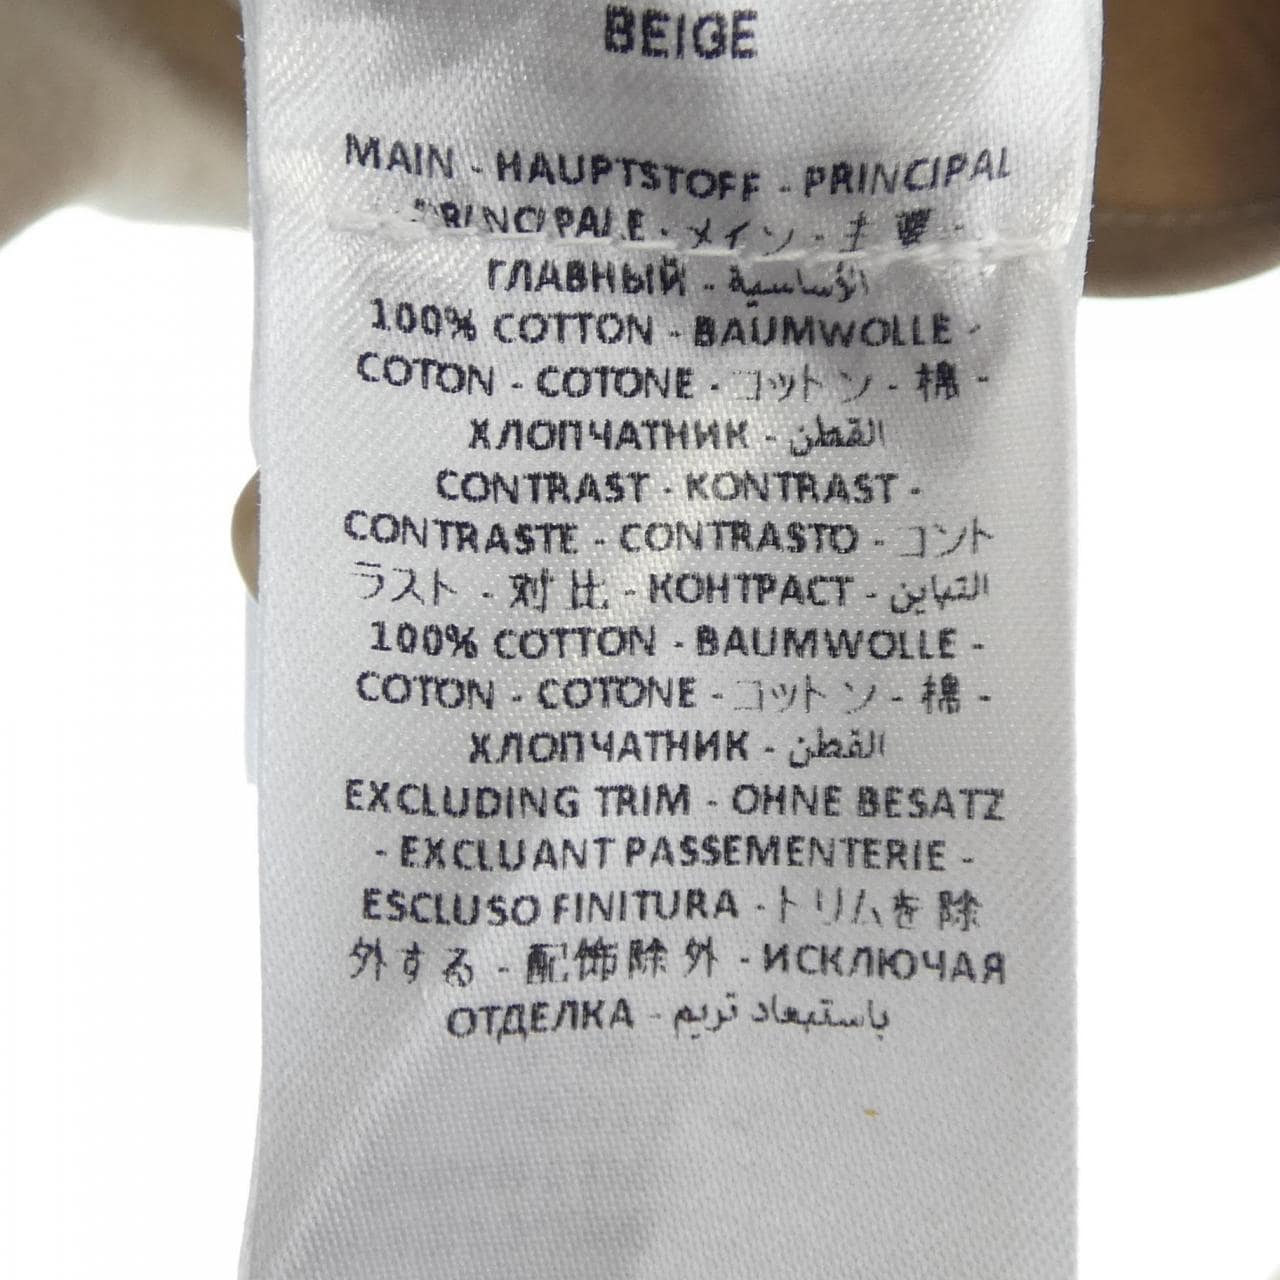 BEIGE
MAIN - HAUPTSTOFF - PRINCIPAL
- PRINCIPALE - メイン - 主要 -
ГЛАВНЫЙ - الأساسية
100% COTTON - BAUMWOLLE -
COTON - COTONE - コットン - 棉 -
ХЛОПЧАТНИК - القطن
CONTRAST - KONTRAST -
CONTRASTE - CONTRASTO - コント
ラスト - 对比 - КОНТРАСТ - التباين
100% COTTON - BAUMWOLLE -
COTON - COTONE - コットン - 棉 -
ХЛОПЧАТНИК - القطن
EXCLUDING TRIM - OHNE BESATZ
- EXCLUANT PASSEMENTERIE -
ESCLUSO FINITURA - トリムを除
外する - 配饰除外 - ИСКЛЮЧАЯ
ОТДЕЛКА - باستبعاد تريم